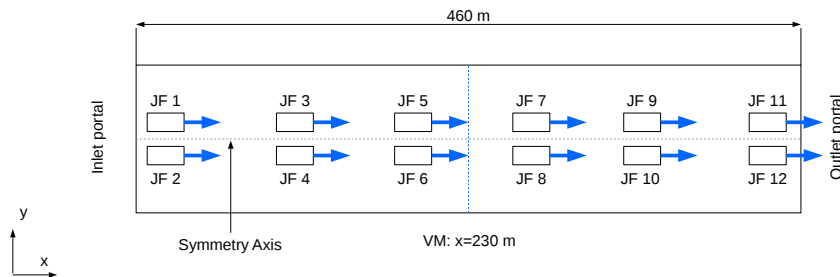 460 m
JF 1
JF 3
JF 5
JF 7
JF 9
JF 11
Inlet portal
Outlet portal
JF 2
JF 4
JF 6
JF 8
JF 10
JF 12
y
x
Symmetry Axis
VM: x=230 m